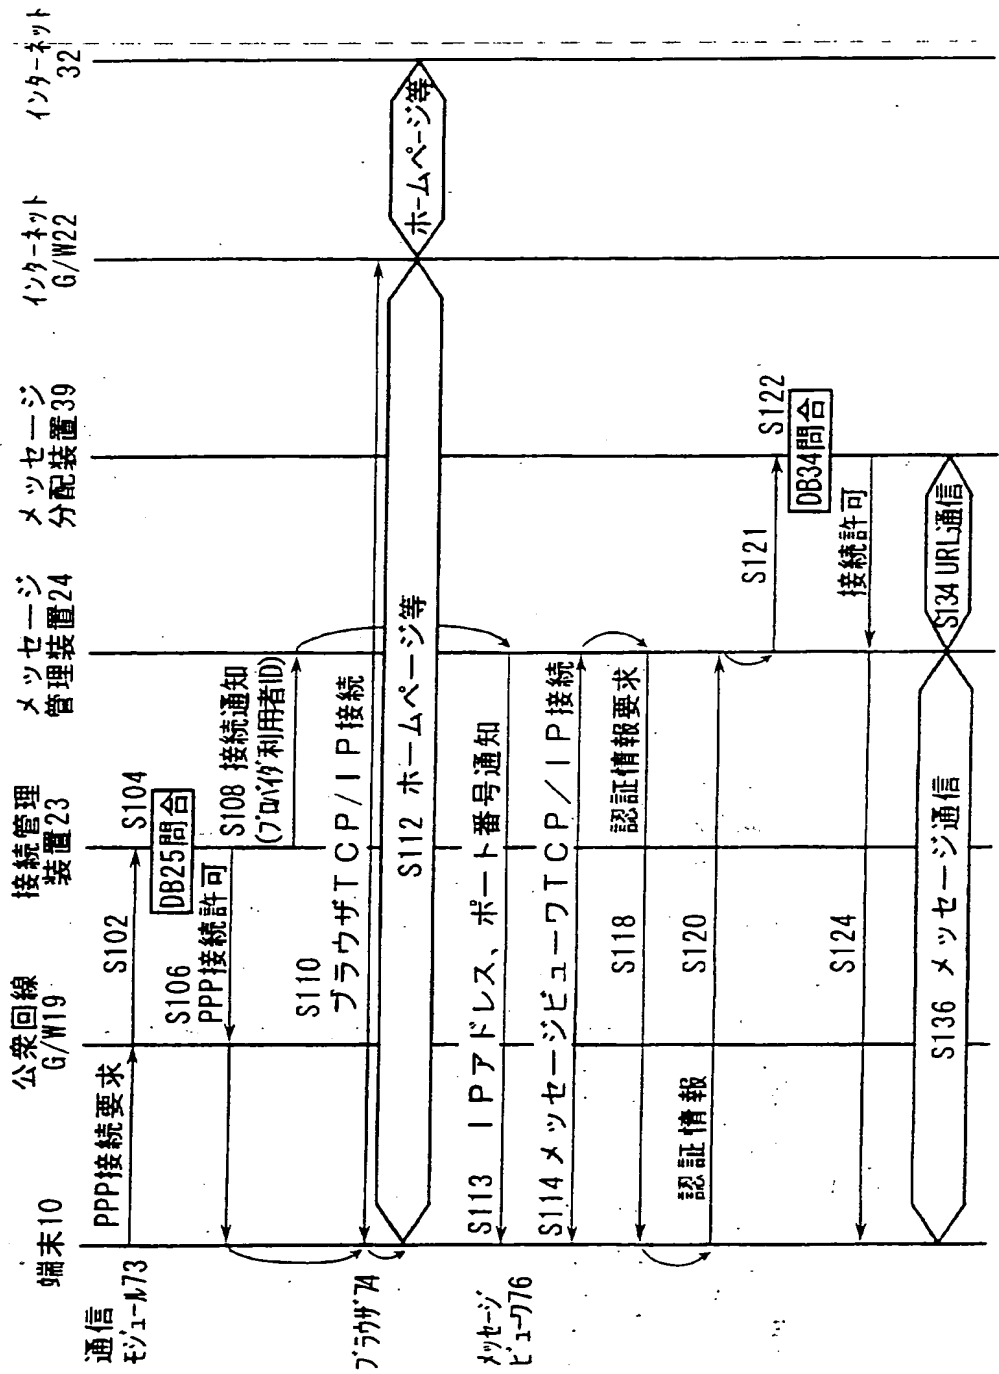 端末10
公衆回線
G/W19
接続管理
装置23
メッセージ
管理装置24
メッセージ
分配装置39
インターネット
G/W22
インターネット
32
通信
モジュール73
PPP接続要求
S102
S104
DB25問合
S106
PPP接続許可
S108 接続通知
(プロバイダ利用者ID)
S110
ブラウザTCP/IP接続
ブラウザ74
S112 ホームページ等
ホームページ等
メッセージ
ビューワ76
S113 IPアドレス、ポート番号通知
S114メッセージビューワTCP/IP接続
認証情報要求
S118
認証情報
S120
S121
S122
DB34問合
接続許可
S124
S134 URL通信
S136 メッセージ通信